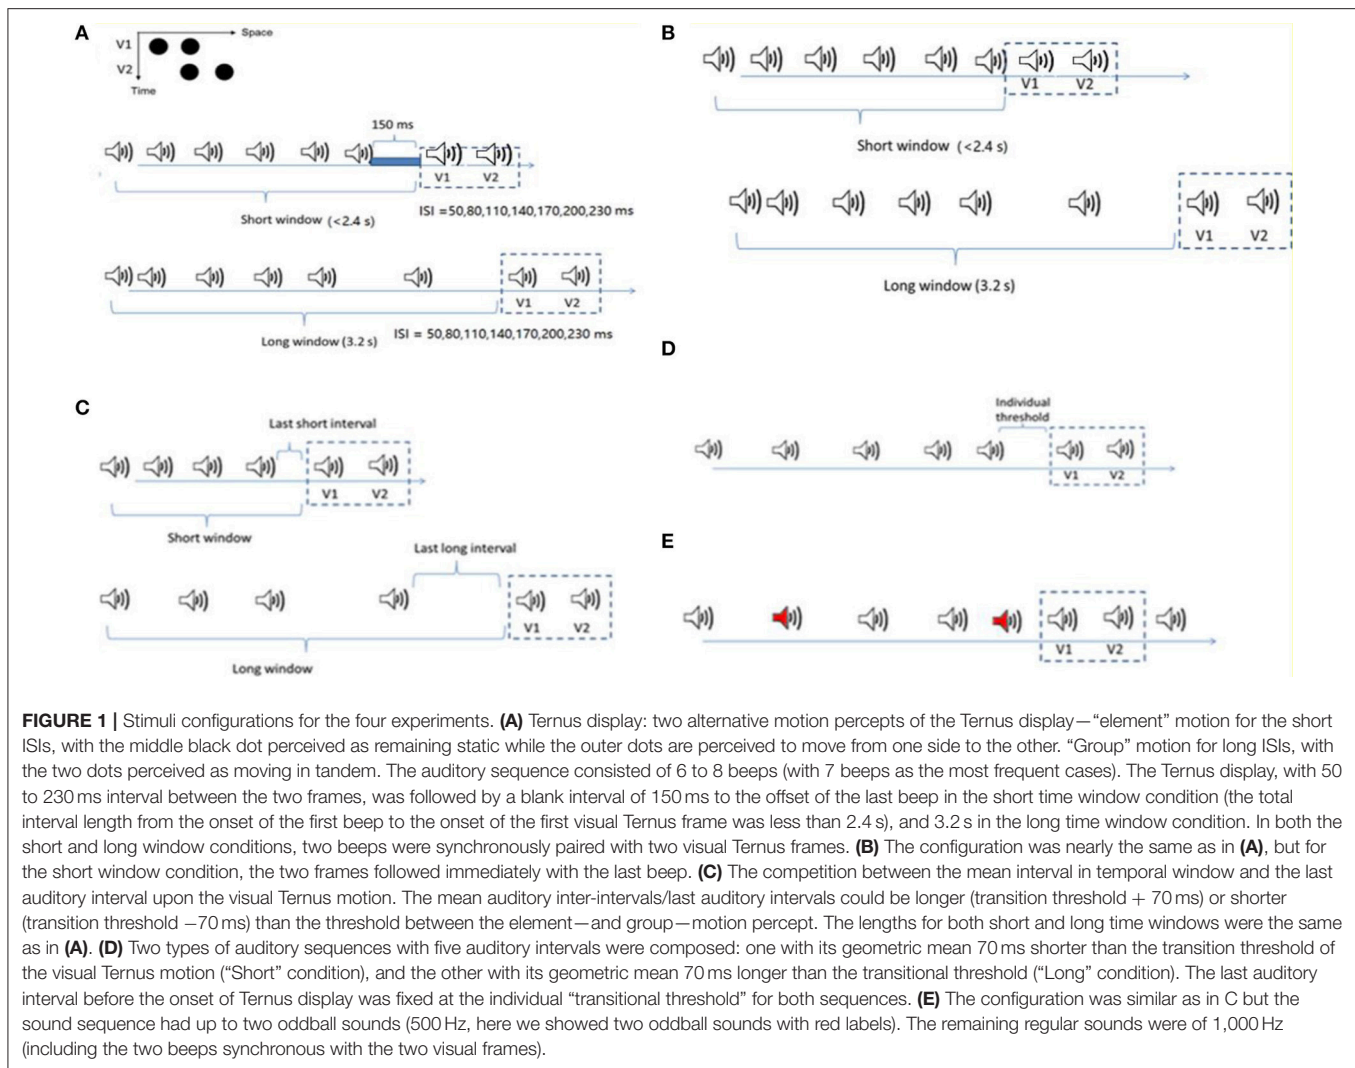 A
Space
V1
V2
Time
150 ms
V1 V2
Short window (<2.4 s)
ISI =50,80,110,140,170,200,230 ms
V1 V2
Long window (3.2 s)
ISI = 50,80,110,140,170,200,230 ms
B
V1 V2
Short window (<2.4 s)
V1 V2
Long window (3.2 s)
C
Last short interval
V1 V2
Short window
Last long interval
V1 V2
Long window
D
Individual
threshold
V1 V2
E
V1 V2
FIGURE 1 | Stimuli configurations for the four experiments. (A) Ternus display: two alternative motion percepts of the Ternus display—“element” motion for the short
ISIs, with the middle black dot perceived as remaining static while the outer dots are perceived to move from one side to the other. “Group” motion for long ISIs, with
the two dots perceived as moving in tandem. The auditory sequence consisted of 6 to 8 beeps (with 7 beeps as the most frequent cases). The Ternus display, with 50
to 230 ms interval between the two frames, was followed by a blank interval of 150 ms to the offset of the last beep in the short time window condition (the total
interval length from the onset of the first beep to the onset of the first visual Ternus frame was less than 2.4 s), and 3.2 s in the long time window condition. In both the
short and long window conditions, two beeps were synchronously paired with two visual Ternus frames. (B) The configuration was nearly the same as in (A), but for
the short window condition, the two frames followed immediately with the last beep. (C) The competition between the mean interval in temporal window and the last
auditory interval upon the visual Ternus motion. The mean auditory inter-intervals/last auditory intervals could be longer (transition threshold + 70 ms) or shorter
(transition threshold −70 ms) than the threshold between the element—and group—motion percept. The lengths for both short and long time windows were the same
as in (A). (D) Two types of auditory sequences with five auditory intervals were composed: one with its geometric mean 70 ms shorter than the transition threshold of
the visual Ternus motion (“Short” condition), and the other with its geometric mean 70 ms longer than the transitional threshold (“Long” condition). The last auditory
interval before the onset of Ternus display was fixed at the individual “transitional threshold” for both sequences. (E) The configuration was similar as in C but the
sound sequence had up to two oddball sounds (500 Hz, here we showed two oddball sounds with red labels). The remaining regular sounds were of 1,000 Hz
(including the two beeps synchronous with the two visual frames).